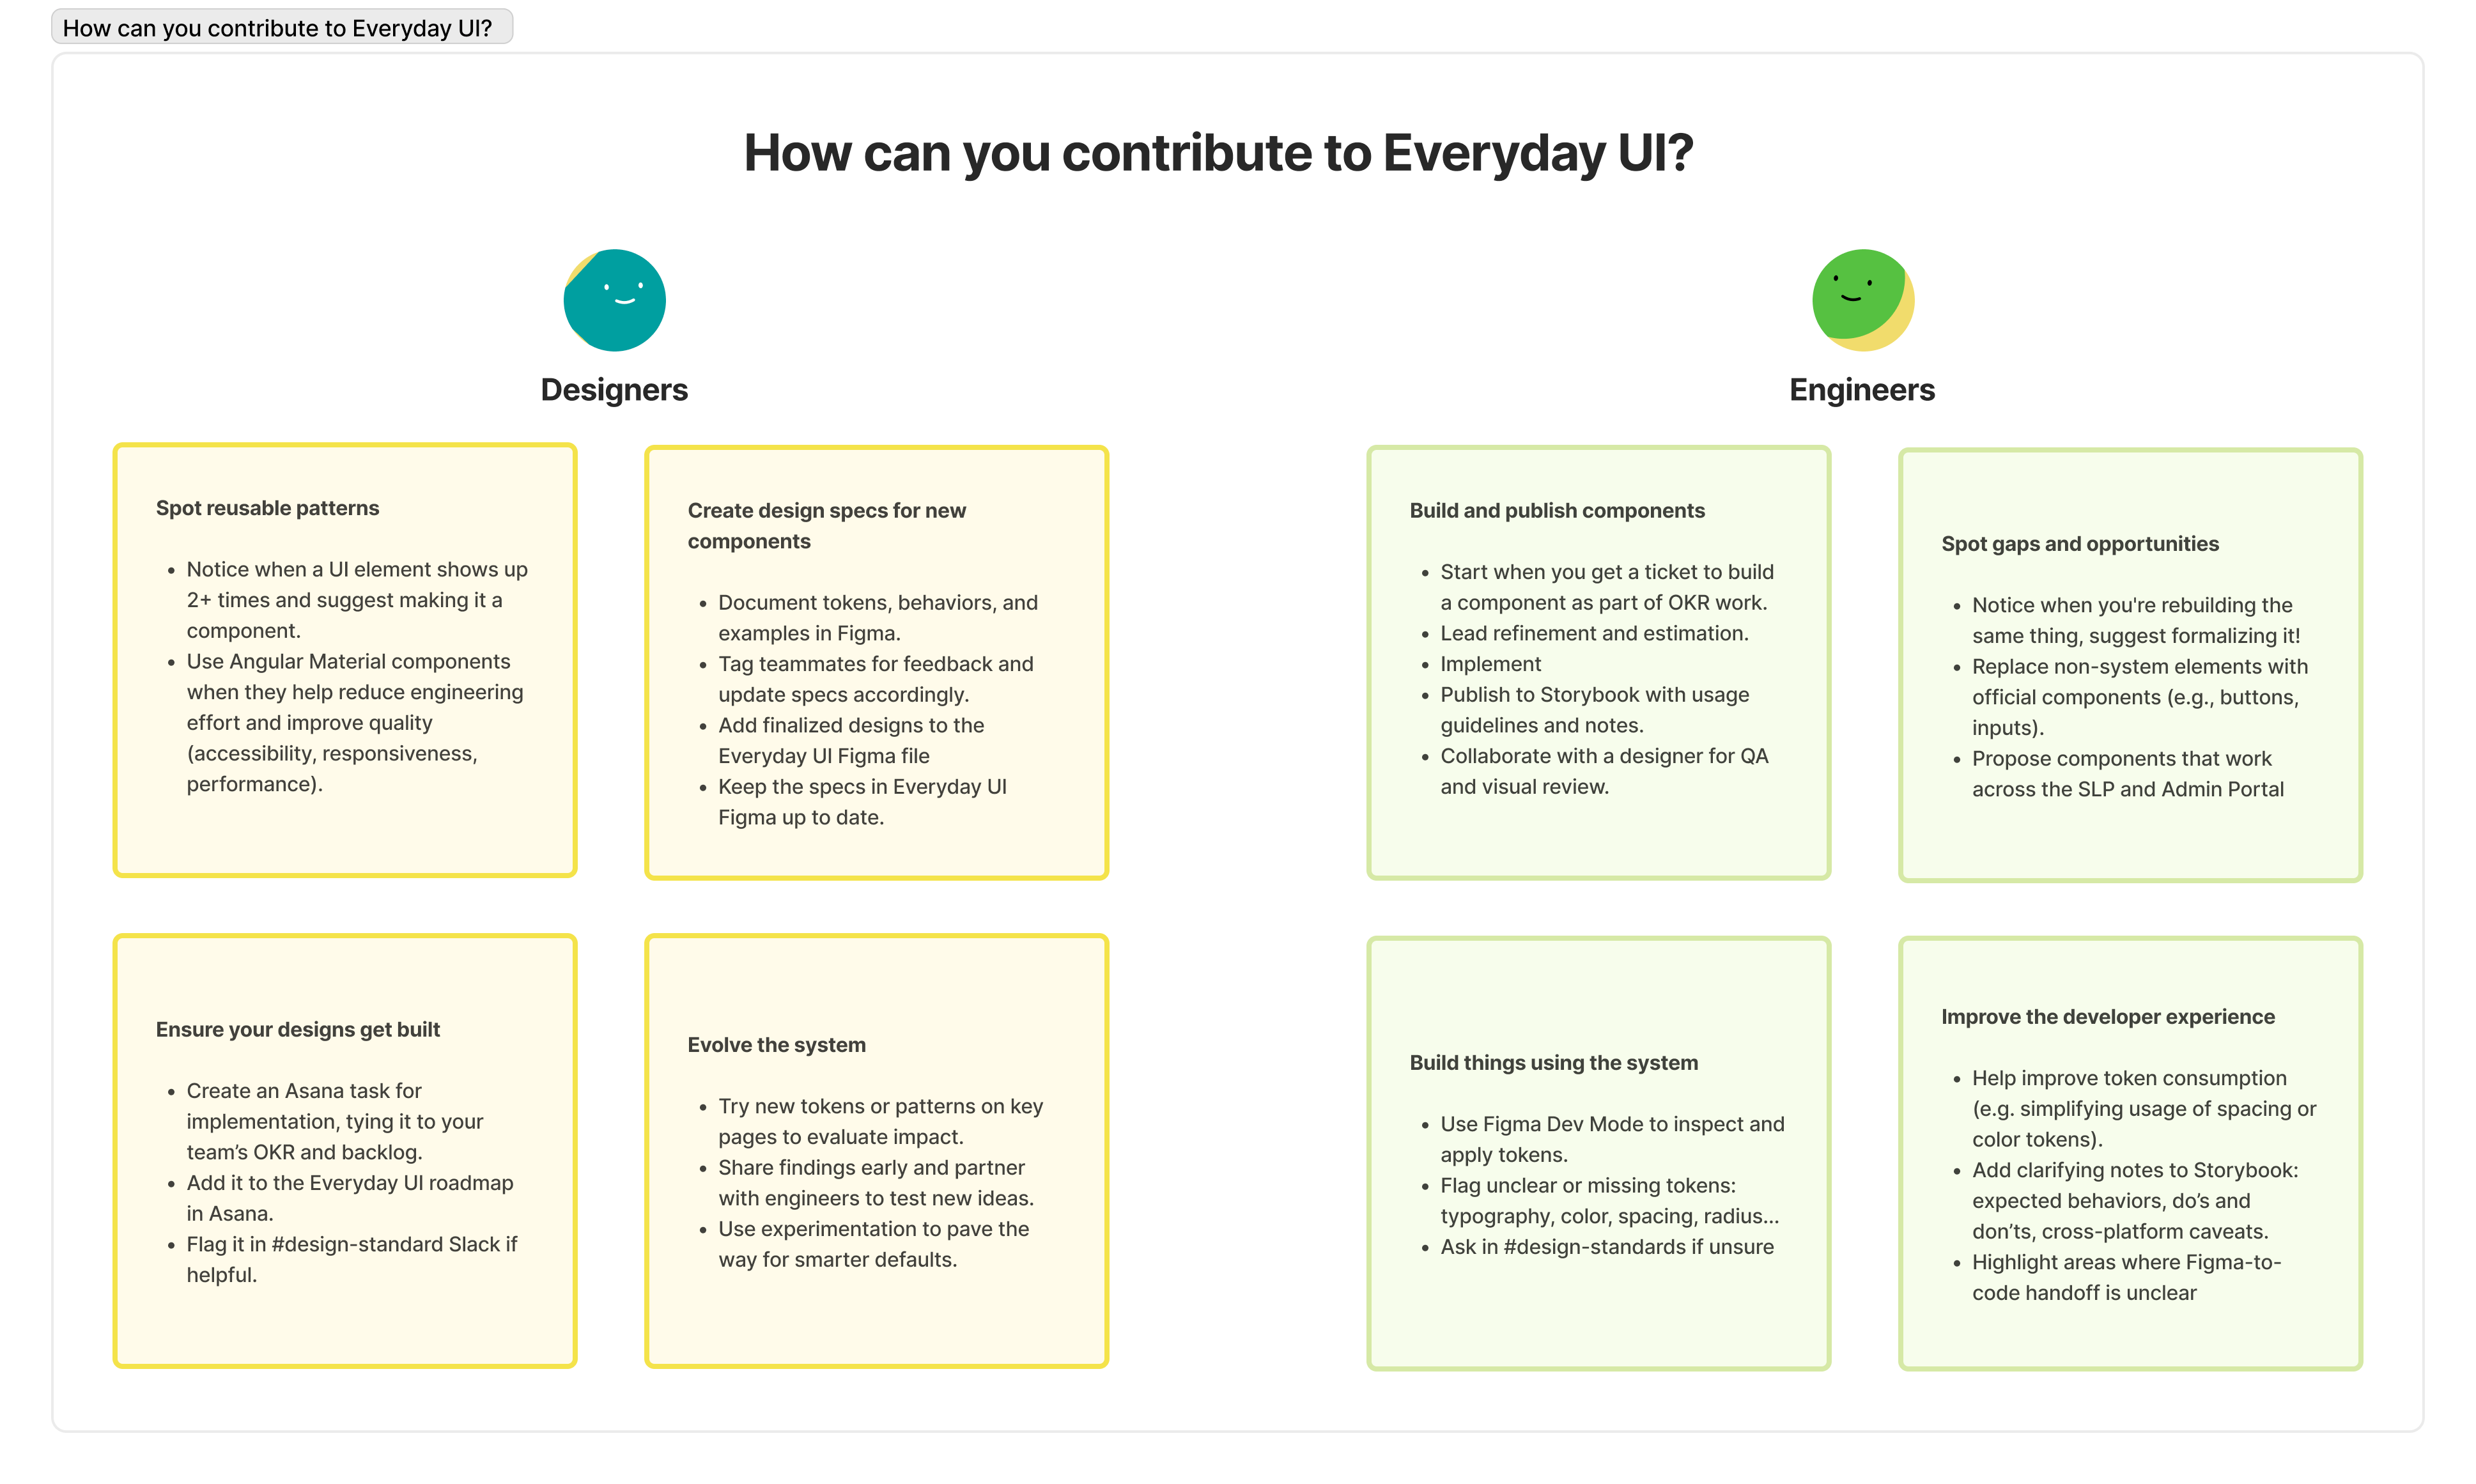 How can you contribute to Everyday UI?
How can you contribute to Everyday UI?
Designers
Spot reusable patterns
• Notice when a UI element shows up
2+ times and suggest making it a
component.
• Use Angular Material components
when they help reduce engineering
effort and improve quality
(accessibility, responsiveness,
performance).
Create design specs for new
components
• Document tokens, behaviors, and
examples in Figma.
• Tag teammates for feedback and
update specs accordingly.
• Add finalized designs to the
Everyday UI Figma file
• Keep the specs in Everyday UI
Figma up to date.
Ensure your designs get built
• Create an Asana task for
implementation, tying it to your
team’s OKR and backlog.
• Add it to the Everyday UI roadmap
in Asana.
• Flag it in #design-standard Slack if
helpful.
Evolve the system
• Try new tokens or patterns on key
pages to evaluate impact.
• Share findings early and partner
with engineers to test new ideas.
• Use experimentation to pave the
way for smarter defaults.
Engineers
Build and publish components
• Start when you get a ticket to build
a component as part of OKR work.
• Lead refinement and estimation.
• Implement
• Publish to Storybook with usage
guidelines and notes.
• Collaborate with a designer for QA
and visual review.
Spot gaps and opportunities
• Notice when you're rebuilding the
same thing, suggest formalizing it!
• Replace non-system elements with
official components (e.g., buttons,
inputs).
• Propose components that work
across the SLP and Admin Portal
Build things using the system
• Use Figma Dev Mode to inspect and
apply tokens.
• Flag unclear or missing tokens:
typography, color, spacing, radius...
• Ask in #design-standards if unsure
Improve the developer experience
• Help improve token consumption
(e.g. simplifying usage of spacing or
color tokens).
• Add clarifying notes to Storybook:
expected behaviors, do’s and
don’ts, cross-platform caveats.
• Highlight areas where Figma-to-
code handoff is unclear